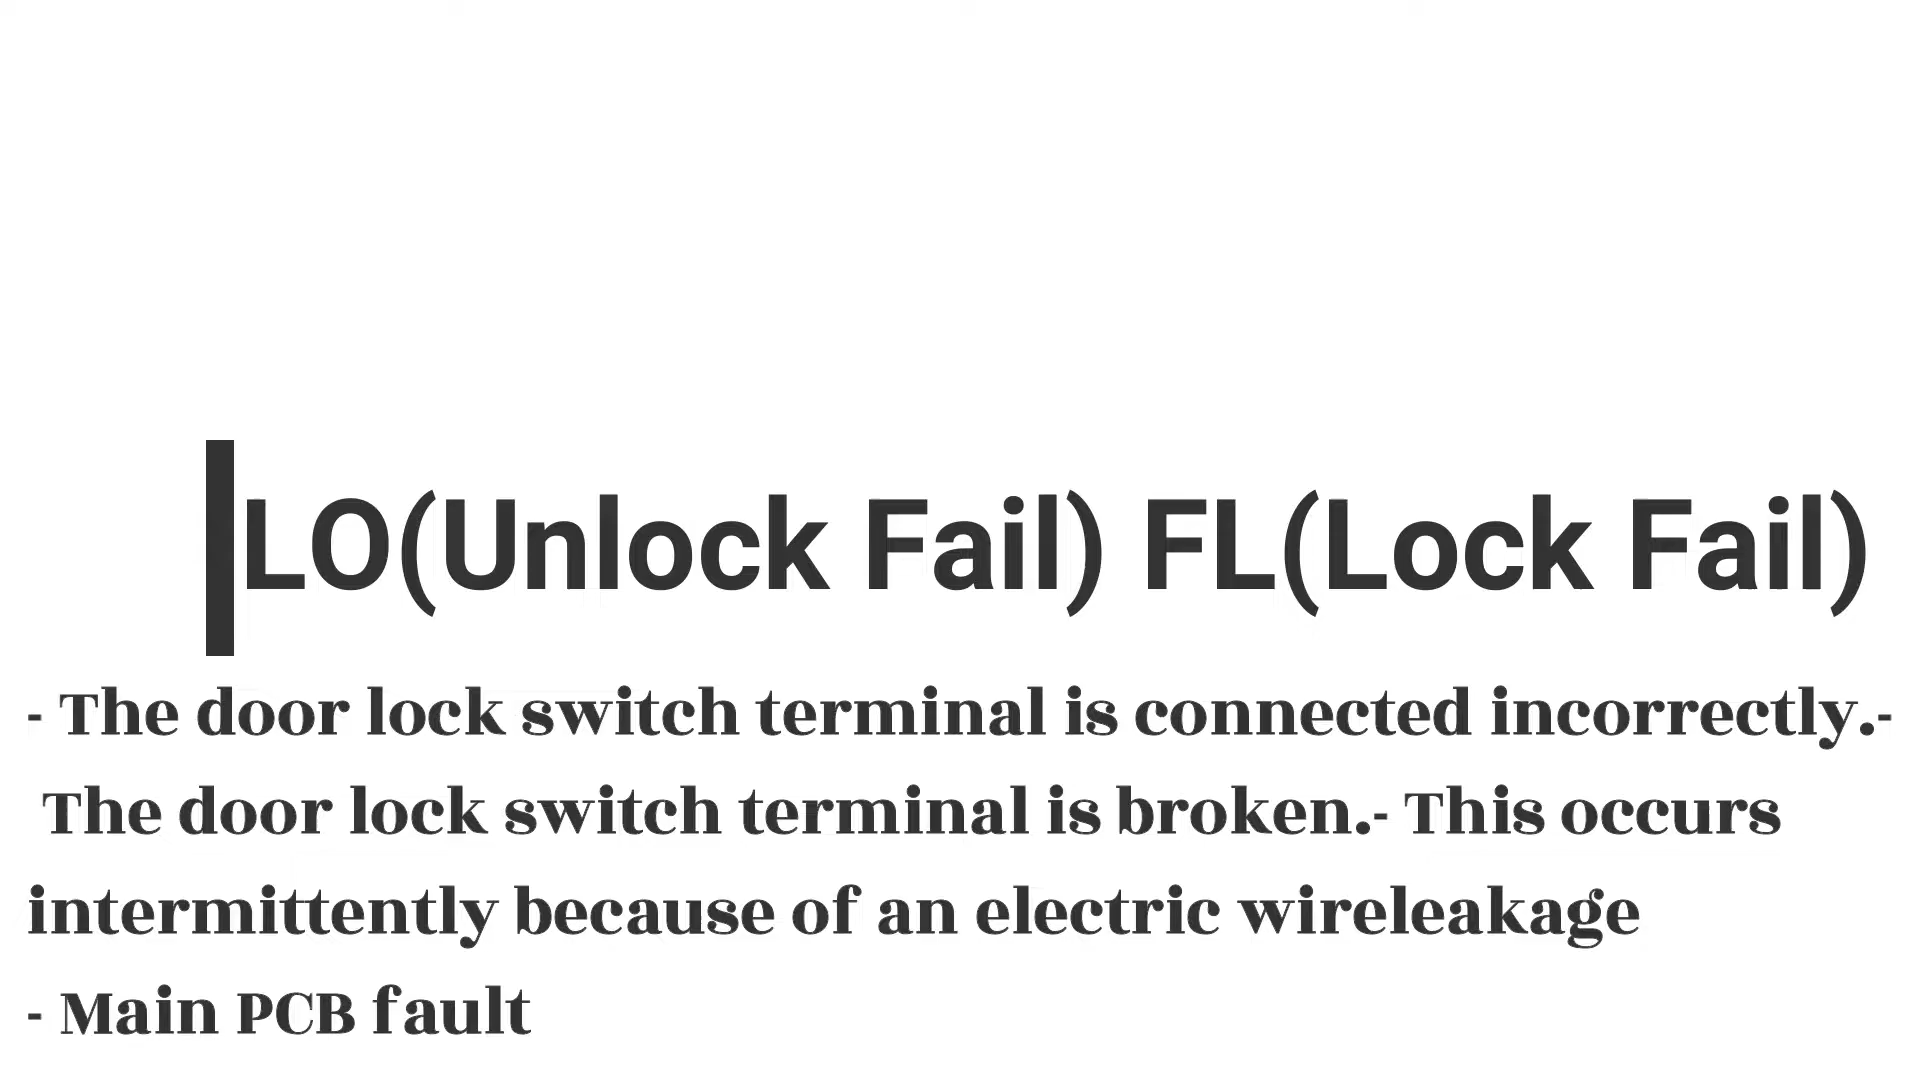 LO(Unlock Fail) FL(Lock Fail)
- The door lock switch terminal is connected incorrectly.-
The door lock switch terminal is broken.- This occurs
intermittently because of an electric wireleakage
- Main PCB fault